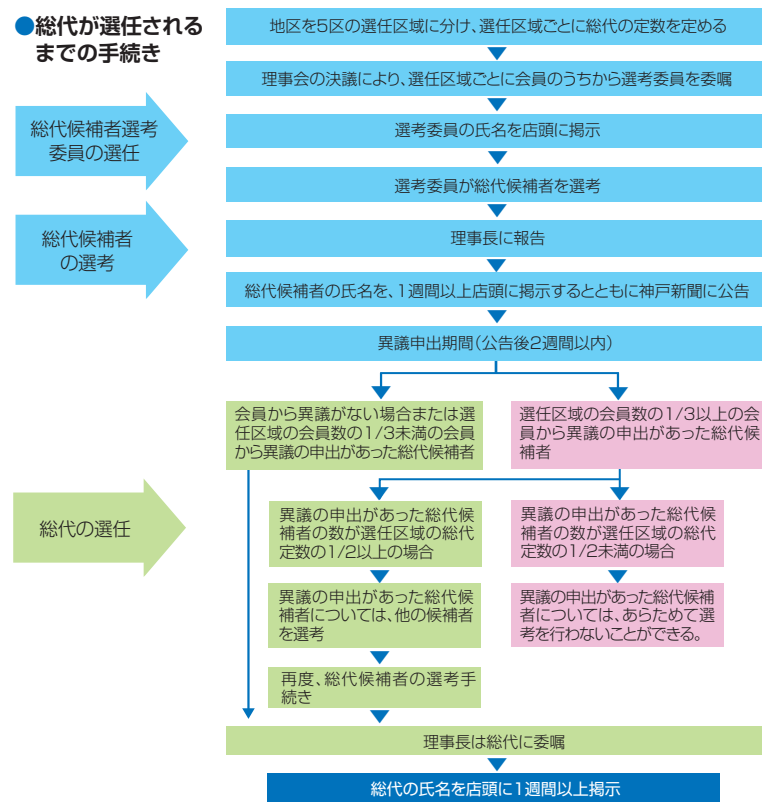 ●総代が選任される
までの手続き
地区を5区の選任区域に分け、選任区域ごとに総代の定数を定める
理事会の決議により、選任区域ごとに会員のうちから選考委員を委嘱
総代候補者選考
委員の選任
選考委員の氏名を店頭に掲示
選考委員が総代候補者を選考
総代候補者
の選考
理事長に報告
総代候補者の氏名を、1週間以上店頭に掲示するとともに神戸新聞に公告
異議申出期間(公告後2週間以内)
会員から異議がない場合または選
任区域の会員数の1/3未満の会員
から異議の申出があった総代候補者
選任区域の会員数の1/3以上の会
員から異議の申出があった総代候
補者
総代の選任
異議の申出があった総代候
補者の数が選任区域の総代
定数の1/2以上の場合
異議の申出があった総代候
補者の数が選任区域の総代
定数の1/2未満の場合
異議の申出があった総代候
補者については、他の候補者
を選考
異議の申出があった総代候補
者については、あらためて選
考を行わないことができる。
再度、総代候補者の選考手
続き
理事長は総代に委嘱
総代の氏名を店頭に1週間以上掲示